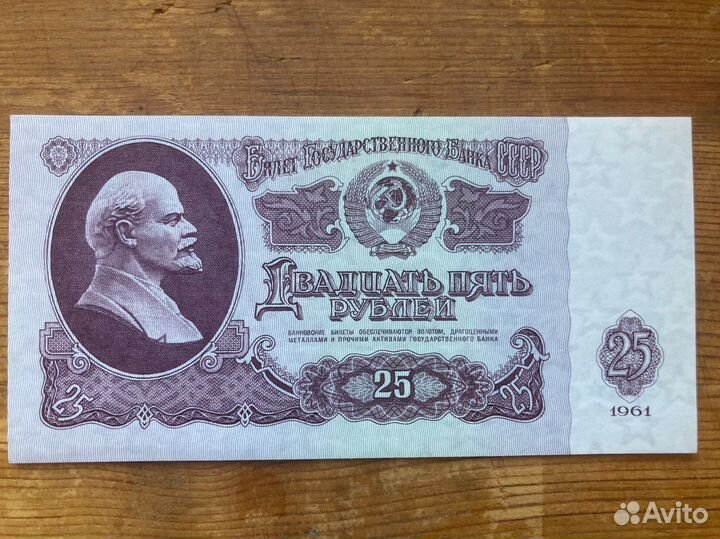 Билет Государственного Банка СССР
Двадцать пять
рублей
БАНКОВСКИЕ БИЛЕТЫ ОБЕСПЕЧИВАЮТСЯ ЗОЛОТОМ, ДРАГОЦЕННЫМИ
МЕТАЛЛАМИ И ПРОЧИМИ АКТИВАМИ ГОСУДАРСТВЕННОГО БАНКА
25
25
25
25
1961
Avito